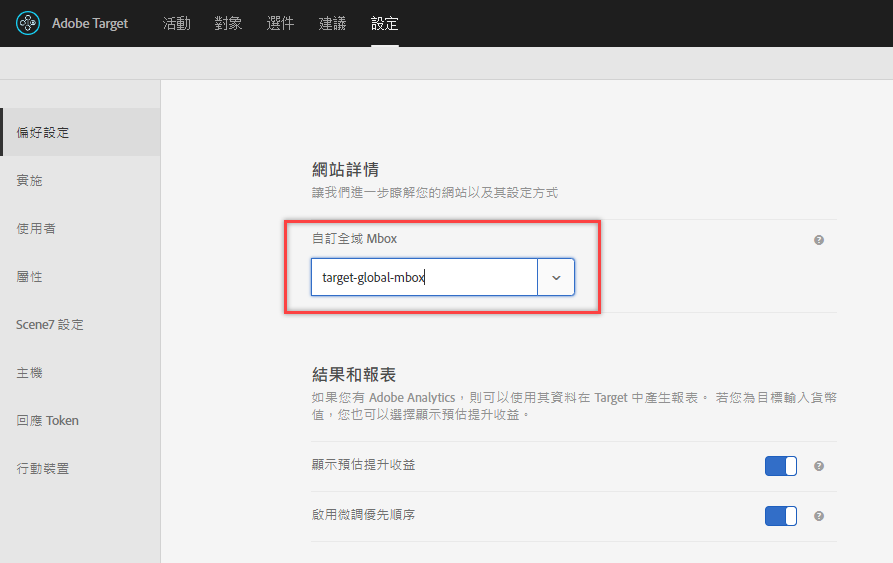 Adobe Target 活動 對象 選件 建議 設定
偏好設定
實施
使用者
屬性
Scene7 設定
主機
回應 Token
行動裝置
網站詳情
讓我們進一步瞭解您的網站以及其設定方式
自訂全域 Mbox
target-global-mbox
結果和報表
如果您有 Adobe Analytics，則可以使用其資料在 Target 中產生報表。 若您為目標輸入貨幣
值，您也可以選擇顯示預估提升收益。
顯示預估提升收益
啟用微調優先順序